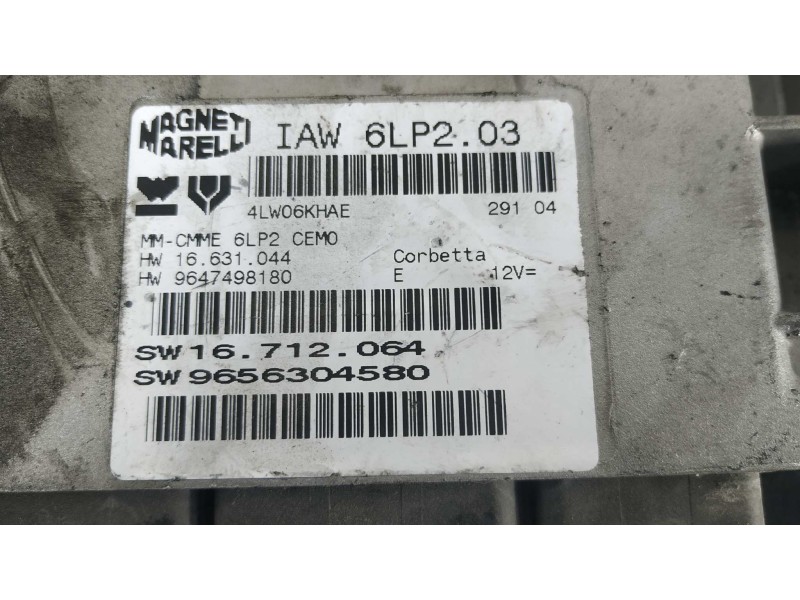 MAGNETI
MARELLI
IAW 6LP2.03
4LW06KHAE 291 04
MM-CMME 6LP2 CEMO
HW 16.631.044 Corbetta
HW 9647498180 E 12V=
SW 16.712.064
SW 9656304580